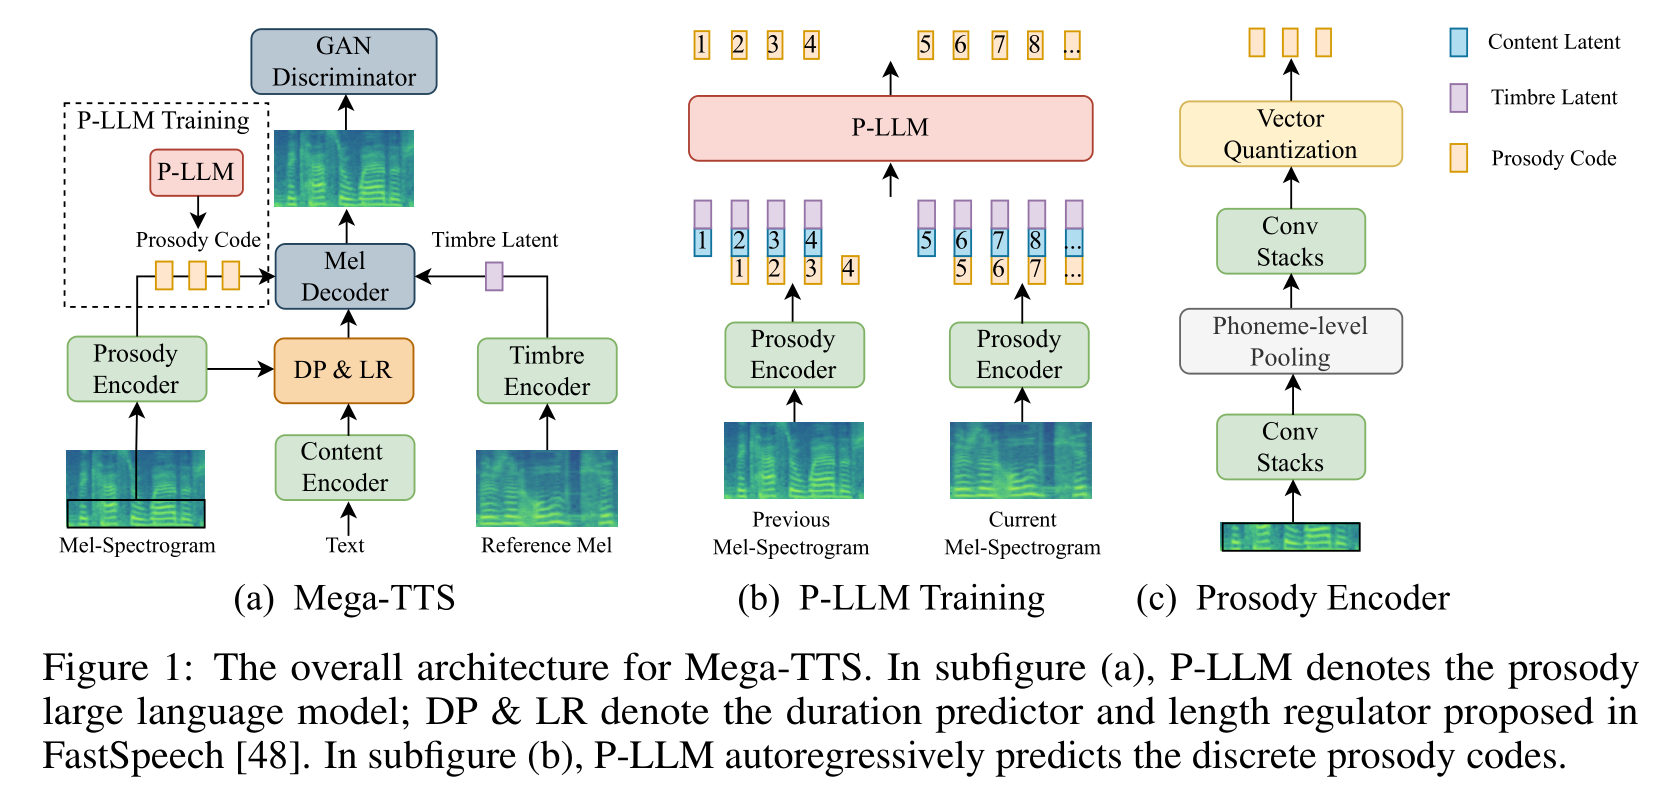 GAN
Discriminator
P-LLM Training
P-LLM
Prosody Code
Timbre Latent
Mel
Decoder
Prosody
Encoder
DP & LR
Timbre
Encoder
Content
Encoder
Mel-Spectrogram
Text
Reference Mel
(a) Mega-TTS
1 2 3 4 5 6 7 8 ...
P-LLM
1 2 3 4 5 6 7 8 ...
1 2 3 4 5 6 7 ...
Prosody
Encoder
Prosody
Encoder
Previous
Mel-Spectrogram
Current
Mel-Spectrogram
(b) P-LLM Training
Vector
Quantization
Conv
Stacks
Phoneme-level
Pooling
Conv
Stacks
(c) Prosody Encoder
Content Latent
Timbre Latent
Prosody Code
Figure 1: The overall architecture for Mega-TTS. In subfigure (a), P-LLM denotes the prosody
large language model; DP & LR denote the duration predictor and length regulator proposed in
FastSpeech [48]. In subfigure (b), P-LLM autoregressively predicts the discrete prosody codes.